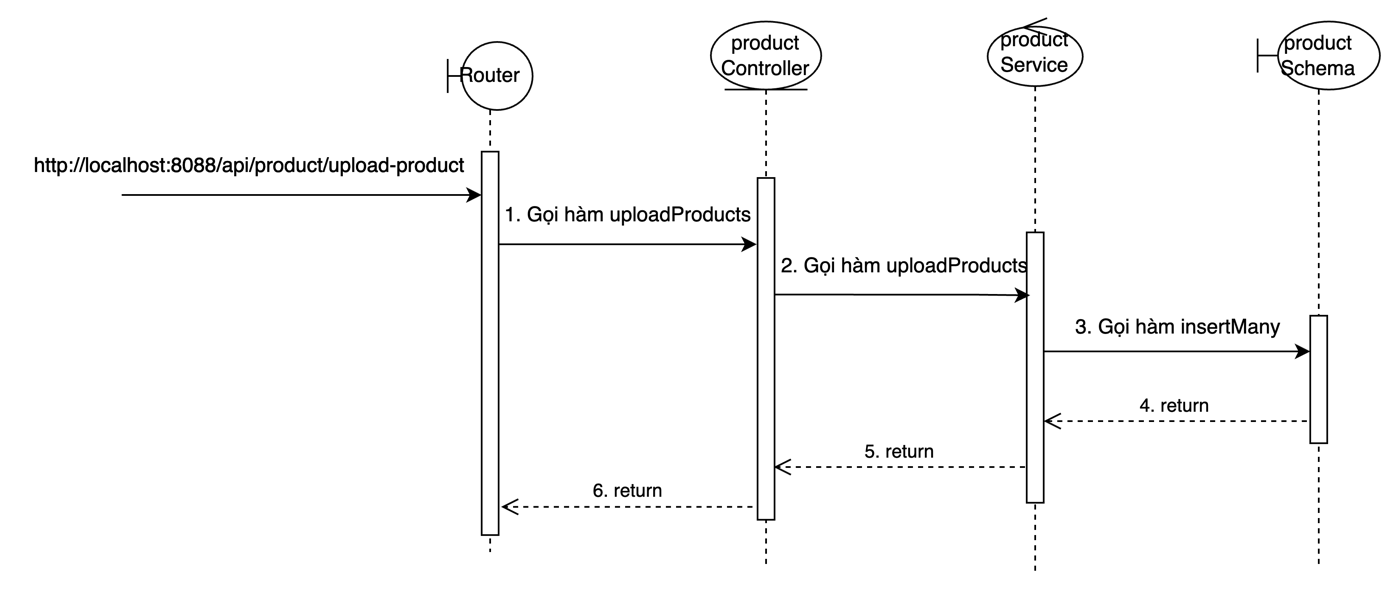 Router
product
Controller
product
Service
product
Schema
http://localhost:8088/api/product/upload-product
1. Gọi hàm uploadProducts
2. Gọi hàm uploadProducts
3. Gọi hàm insertMany
4. return
5. return
6. return